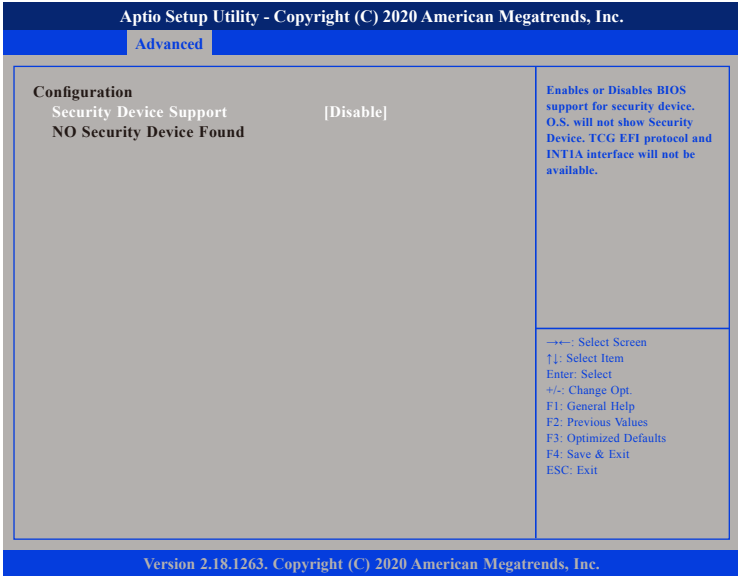 Aptio Setup Utility - Copyright (C) 2020 American Megatrends, Inc.
Advanced
Configuration
Security Device Support [Disable]
NO Security Device Found
Enables or Disables BIOS
support for security device.
O.S. will not show Security
Device. TCG EFI protocol and
INT1A interface will not be
available.
→←: Select Screen
↑↓: Select Item
Enter: Select
+/-: Change Opt.
F1: General Help
F2: Previous Values
F3: Optimized Defaults
F4: Save & Exit
ESC: Exit
Version 2.18.1263. Copyright (C) 2020 American Megatrends, Inc.